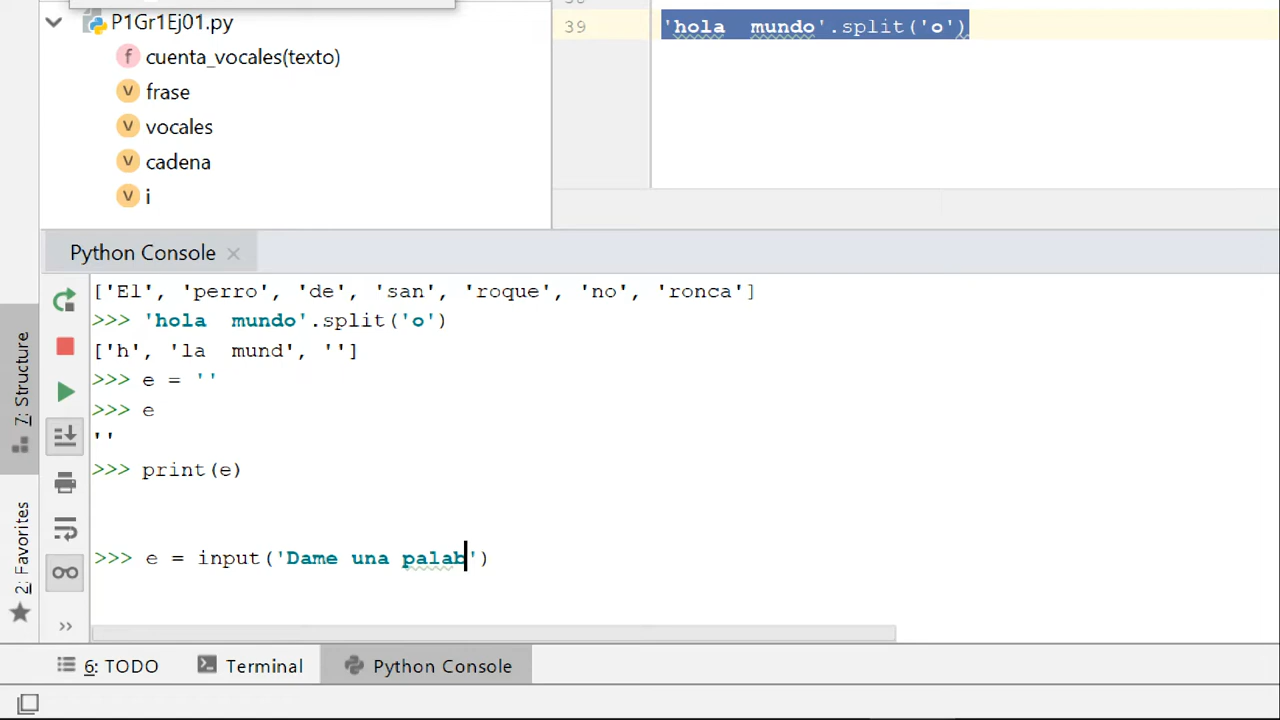 P1Gr1Ej01.py
f cuenta_vocales(texto)
V frase
V vocales
V cadena
V i
39 'hola  mundo'.split('o')
Python Console
['El', 'perro', 'de', 'san', 'roque', 'no', 'ronca']
>>> 'hola  mundo'.split('o')
['h', 'la  mund', '']
>>> e = ''
>>> e
''
>>> print(e)
>>> e = input('Dame una palab')
7: Structure
2: Favorites
6: TODO
Terminal
Python Console